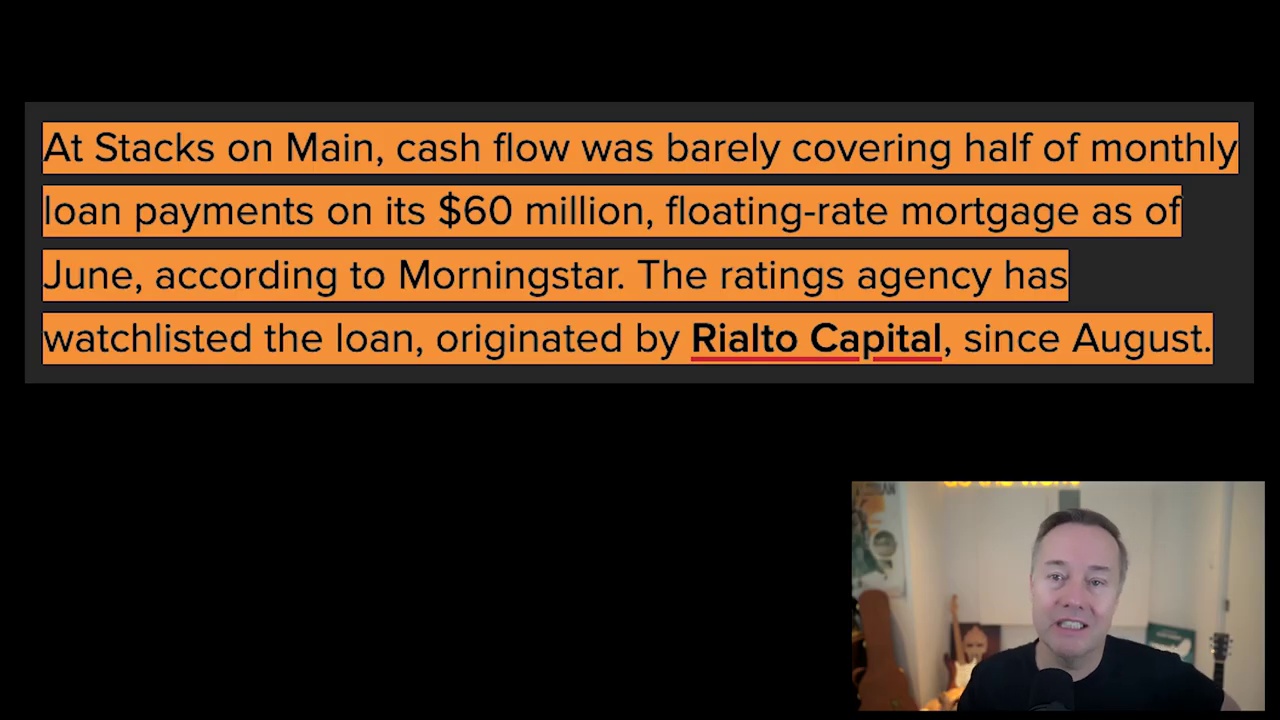 At Stacks on Main, cash flow was barely covering half of monthly
loan payments on its $60 million, floating-rate mortgage as of
June, according to Morningstar. The ratings agency has
watchlisted the loan, originated by Rialto Capital, since August.